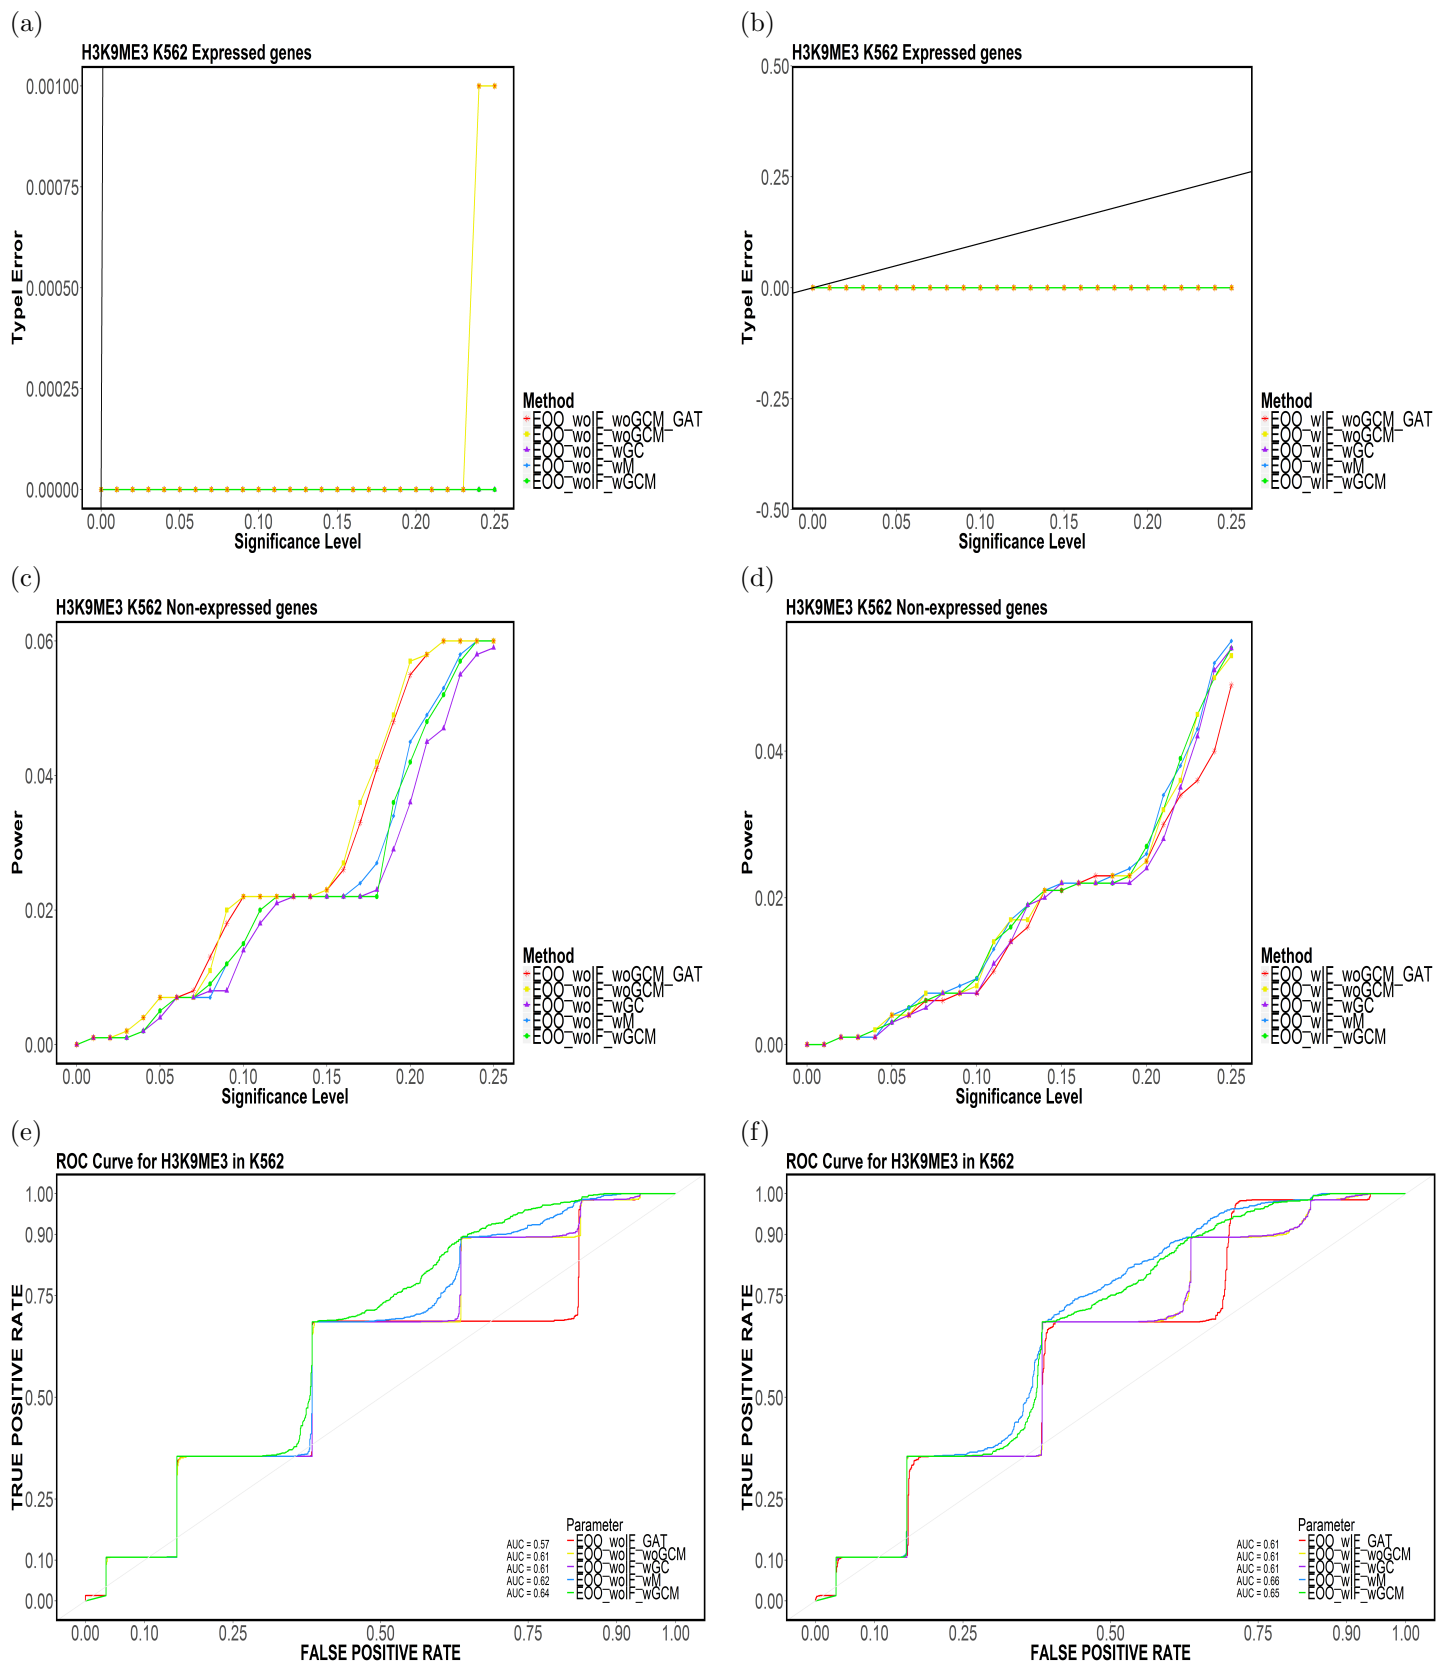 (a)
H3K9ME3 K562 Expressed genes
0.00100
0.00075
0.00050
0.00025
0.00000
TypeI Error
0.00 0.05 0.10 0.15 0.20 0.25
Significance Level
Method
EOO_woIF_woGCM_GAT
EOO_woIF_woGCM
EOO_woIF_wGC
EOO_woIF_wM
EOO_woIF_wGCM
(b)
H3K9ME3 K562 Expressed genes
0.50
0.25
0.00
-0.25
-0.50
TypeI Error
0.00 0.05 0.10 0.15 0.20 0.25
Significance Level
Method
EOO_wIF_woGCM_GAT
EOO_wIF_woGCM
EOO_wIF_wGC
EOO_wIF_wM
EOO_wIF_wGCM
(c)
H3K9ME3 K562 Non-expressed genes
0.06
0.04
0.02
0.00
Power
0.00 0.05 0.10 0.15 0.20 0.25
Significance Level
Method
EOO_woIF_woGCM_GAT
EOO_woIF_woGCM
EOO_woIF_wGC
EOO_woIF_wM
EOO_woIF_wGCM
(d)
H3K9ME3 K562 Non-expressed genes
0.04
0.02
0.00
Power
0.00 0.05 0.10 0.15 0.20 0.25
Significance Level
Method
EOO_wIF_woGCM_GAT
EOO_wIF_woGCM
EOO_wIF_wGC
EOO_wIF_wM
EOO_wIF_wGCM
(e)
ROC Curve for H3K9ME3 in K562
1.00
0.90
0.75
0.50
0.25
0.10
0.00
TRUE POSITIVE RATE
0.00 0.10 0.25 0.50 0.75 0.90 1.00
FALSE POSITIVE RATE
Parameter
AUC = 0.57 EOO_woIF_GAT
AUC = 0.61 EOO_woIF_woGCM
AUC = 0.61 EOO_woIF_wGC
AUC = 0.62 EOO_woIF_wM
AUC = 0.64 EOO_woIF_wGCM
(f)
ROC Curve for H3K9ME3 in K562
1.00
0.90
0.75
0.50
0.25
0.10
0.00
TRUE POSITIVE RATE
0.00 0.10 0.25 0.50 0.75 0.90 1.00
FALSE POSITIVE RATE
Parameter
AUC = 0.61 EOO_wIF_GAT
AUC = 0.61 EOO_wIF_woGCM
AUC = 0.61 EOO_wIF_wGC
AUC = 0.66 EOO_wIF_wM
AUC = 0.65 EOO_wIF_wGCM